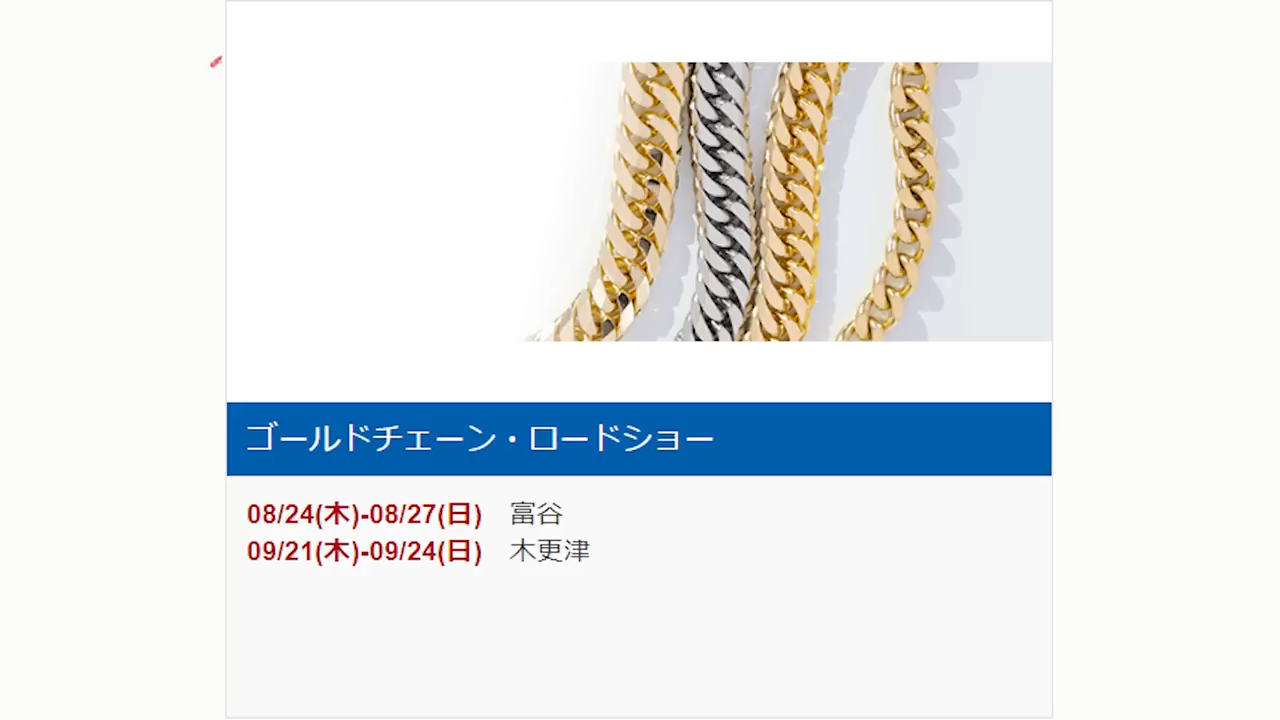 ゴールドチェーン・ロードショー
08/24(木)-08/27(日) 富谷
09/21(木)-09/24(日) 木更津